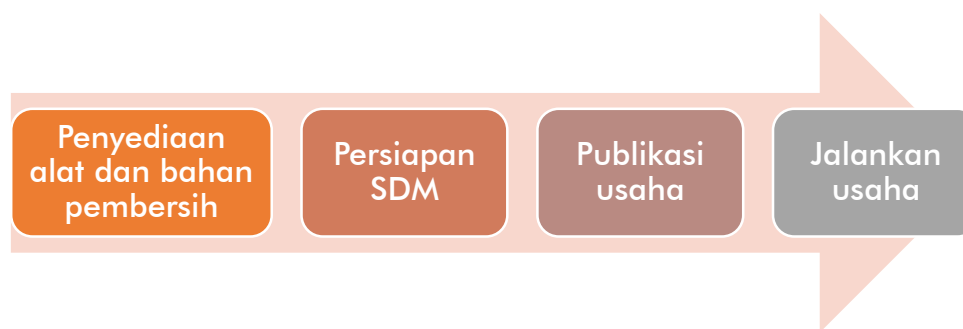 Penyediaan
alat dan bahan
pembersih
Persiapan
SDM
Publikasi
usaha
Jalankan
usaha